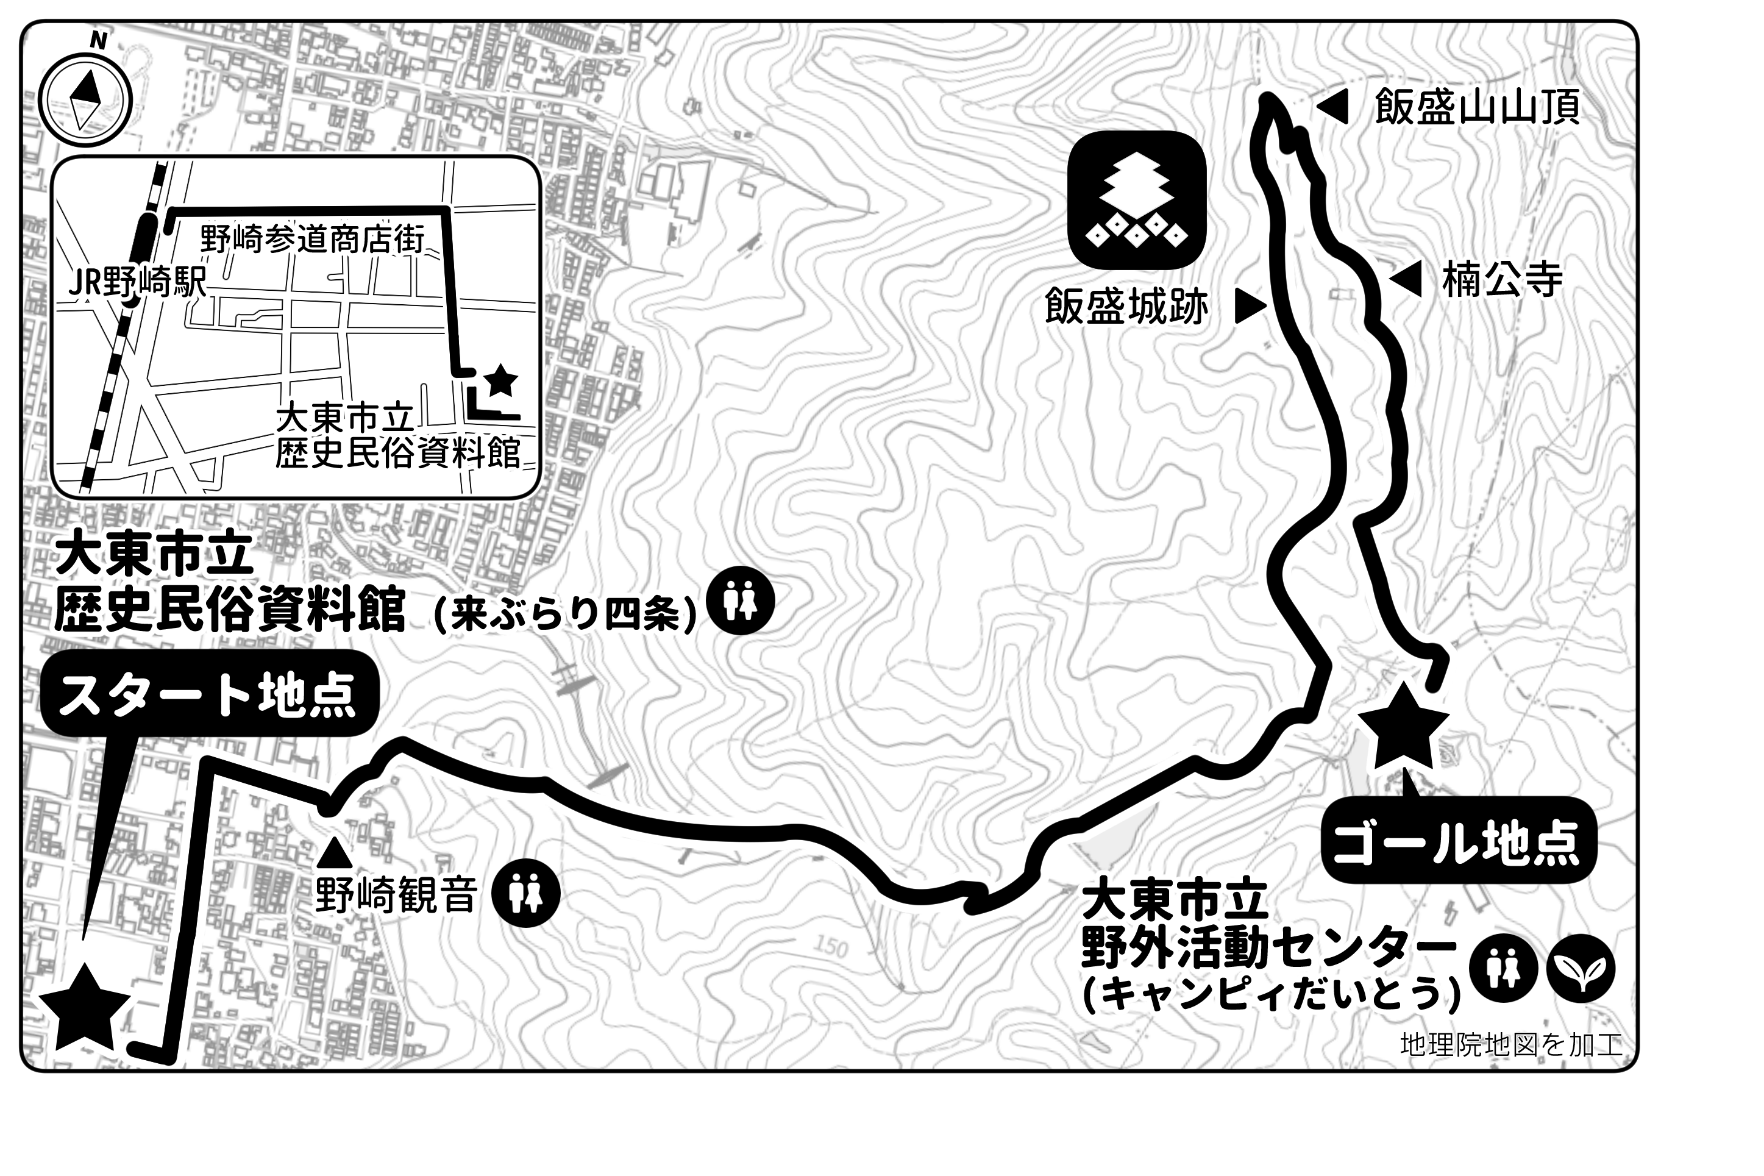 N
飯盛山山頂
野崎参道商店街
JR野崎駅
楠公寺
飯盛城跡
大東市立
歴史民俗資料館
大東市立
歴史民俗資料館 (来ぶらり四条)
スタート地点
ゴール地点
野崎観音
大東市立
野外活動センター
(キャンピィだいとう)
150
地理院地図を加工